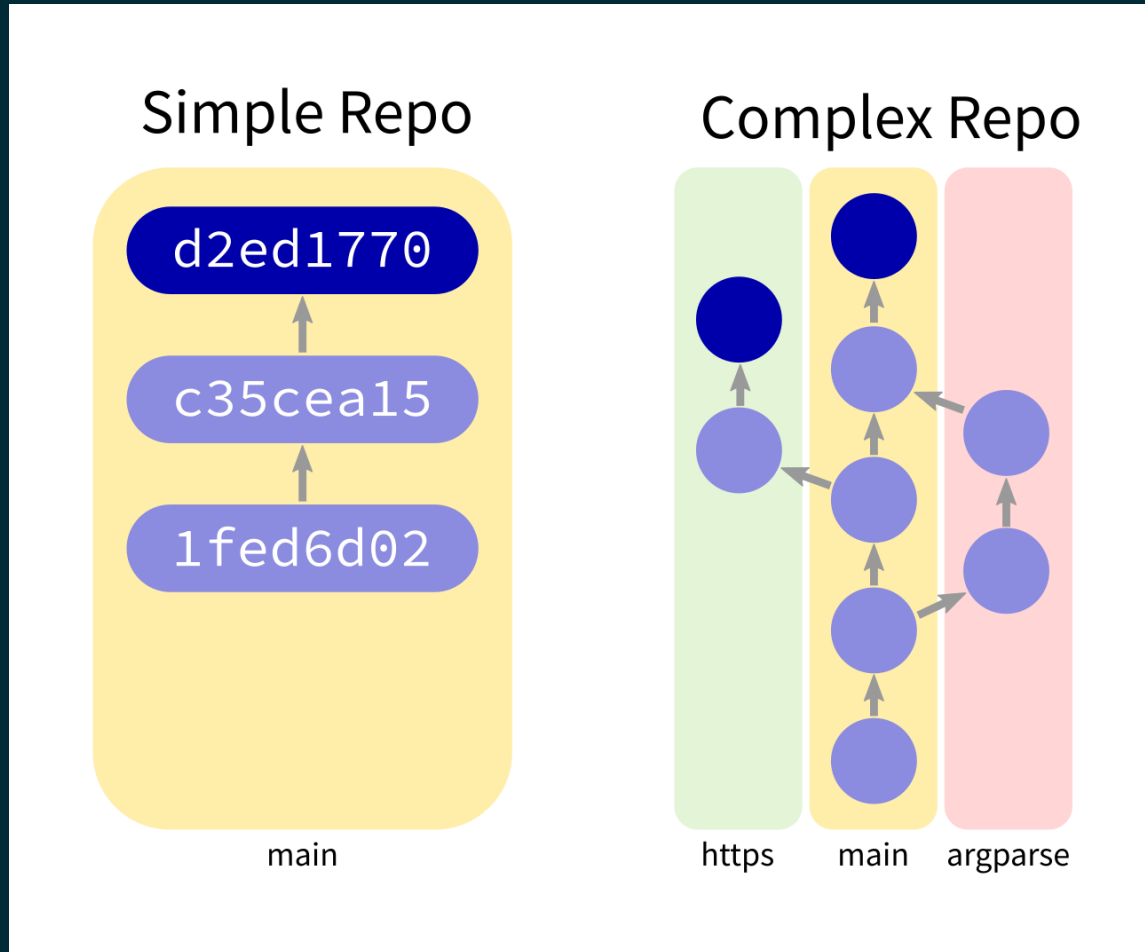 Simple Repo
d2ed1770
c35cea15
1fed6d02
main
Complex Repo
https
main
argparse